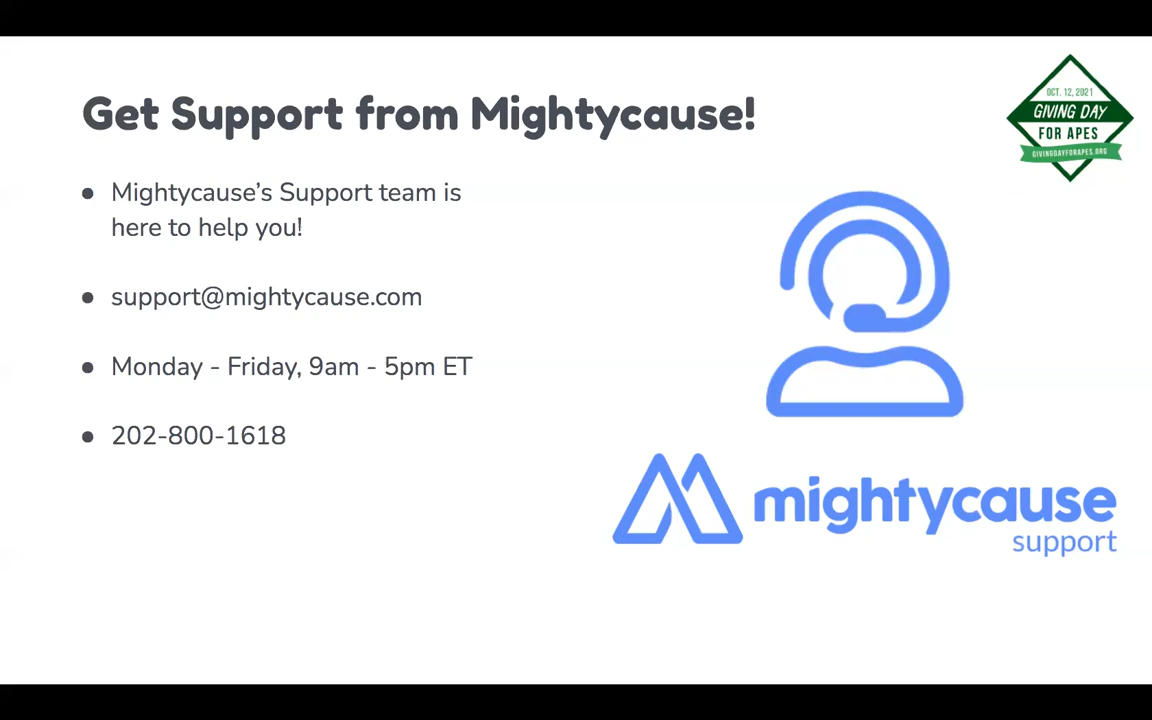 Get Support from Mightycause!
OCT. 12, 2021
GIVING DAY
FOR APES
GIVINGDAYFORAPES.ORG
• Mightycause’s Support team is
here to help you!
• support@mightycause.com
• Monday - Friday, 9am - 5pm ET
• 202-800-1618
mightycause
support